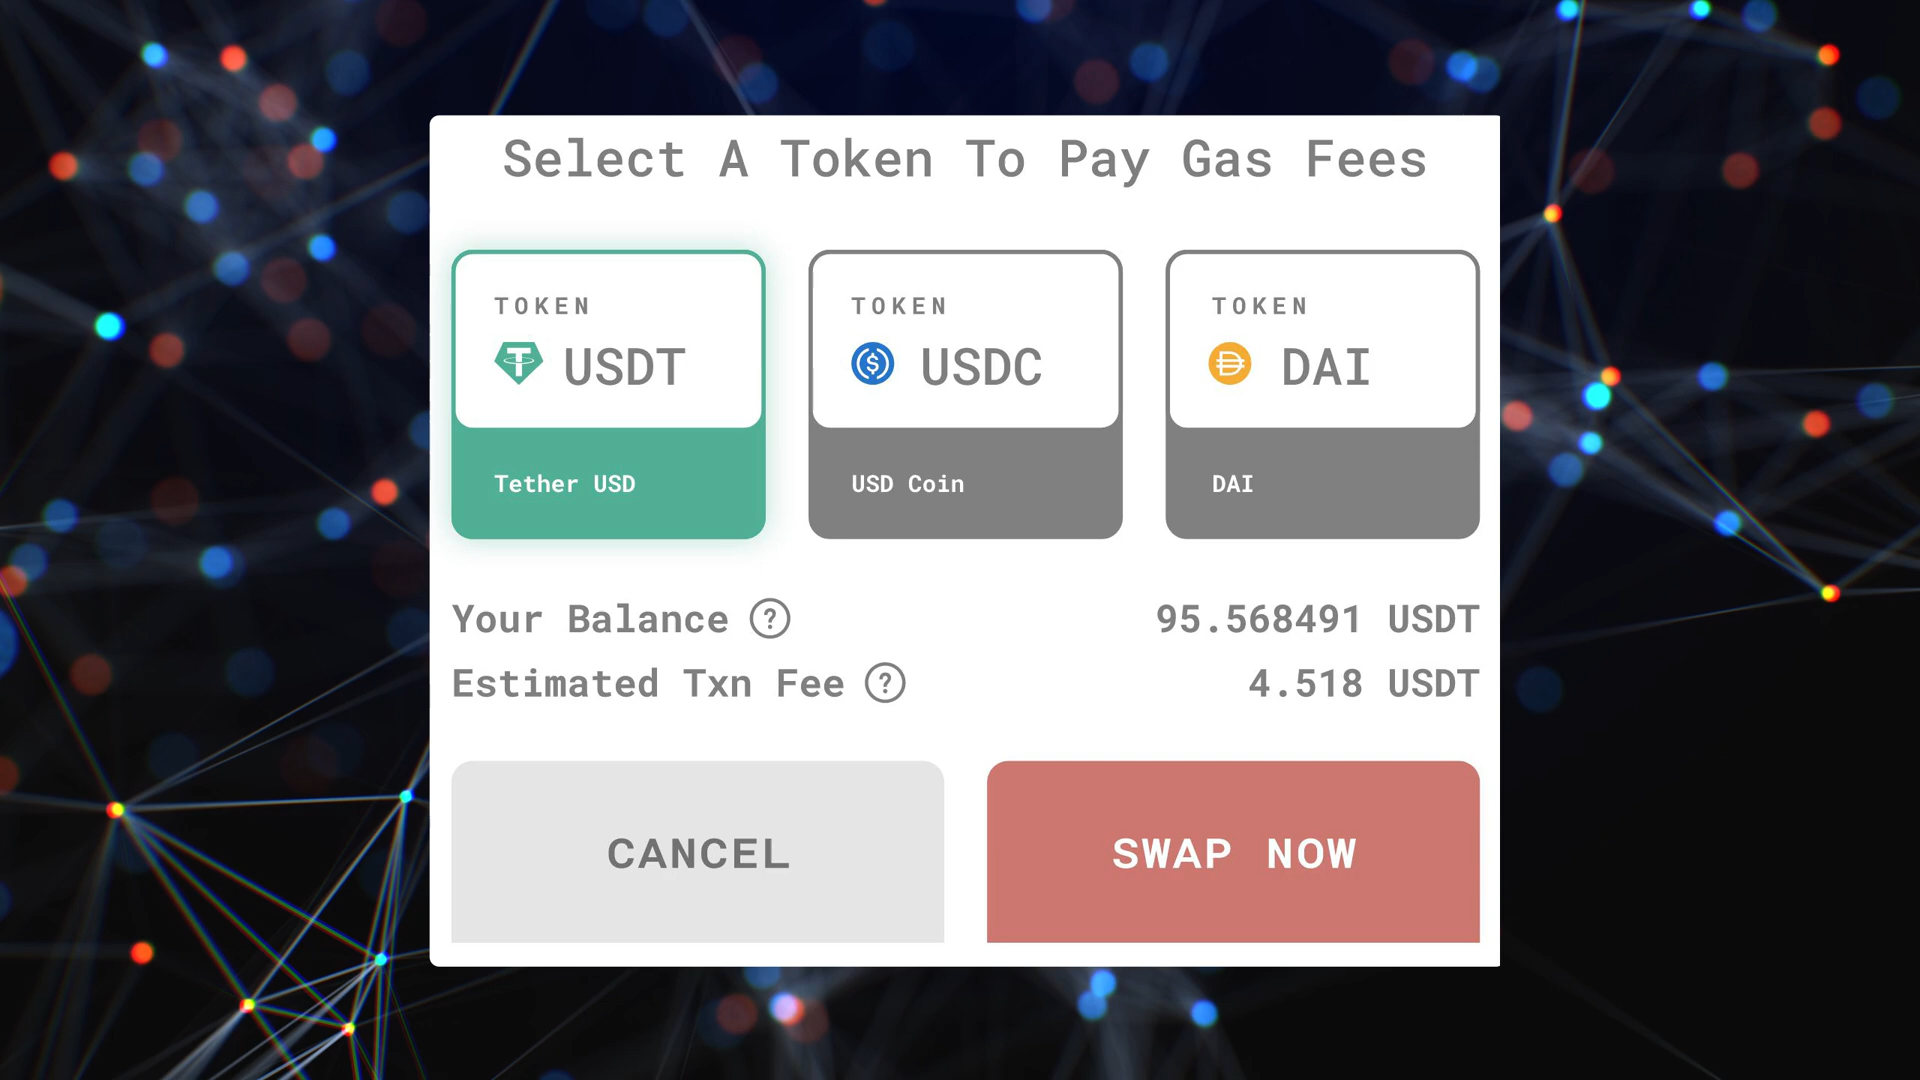 Select A Token To Pay Gas Fees
TOKEN
USDT
Tether USD
TOKEN
USDC
USD Coin
TOKEN
DAI
DAI
Your Balance ? 95.568491 USDT
Estimated Txn Fee ? 4.518 USDT
CANCEL
SWAP NOW